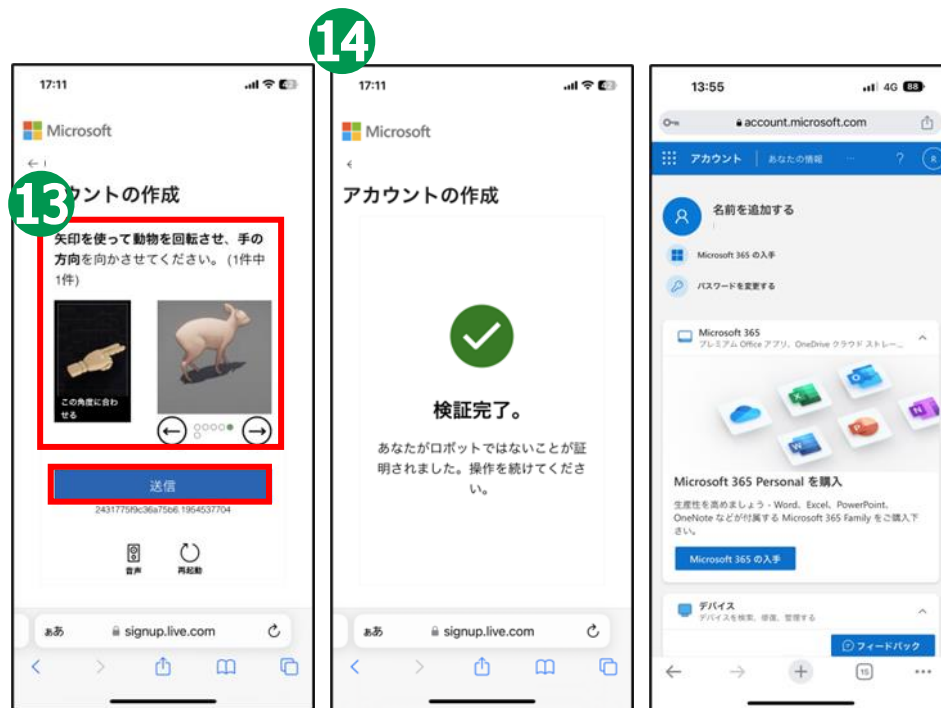 13
14
17:11
Microsoft
アカウントの作成
矢印を使って動物を回転させ、手の
方向を向かさせてください。 (1件中
1件)
この角度に合わ
せる
送信
2431775f9c36a75b6.1954537704
音声
再起動
ぁあ
signup.live.com
17:11
Microsoft
アカウントの作成
検証完了。
あなたがロボットではないことが証
明されました。操作を続けてくださ
い。
ぁあ
signup.live.com
13:55
4G
88
account.microsoft.com
アカウント
あなたの情報
...
?
名前を追加する
Microsoft 365 の入手
パスワードを変更する
Microsoft 365
プレミアム Office アプリ、OneDrive クラウド ストレー...
Microsoft 365 Personal を購入
生産性を高めましょう - Word、Excel、PowerPoint、
OneNote などが付属する Microsoft 365 Family をご購入下
さい。
Microsoft 365 の入手
デバイス
デバイスを検索、修復、管理する
フィードバック
15